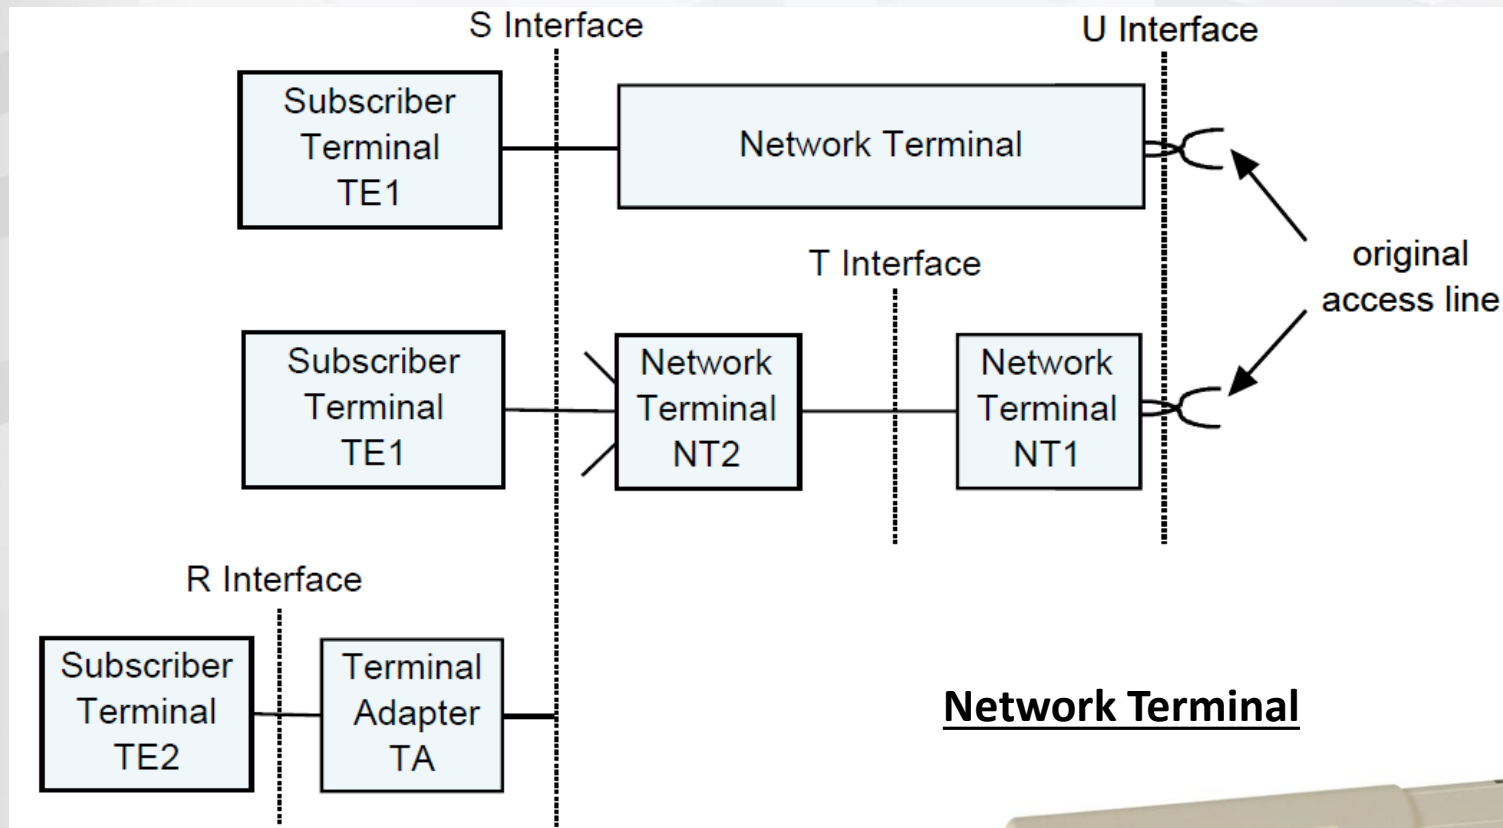 S Interface
U Interface
Subscriber
Terminal
TE1
Network Terminal
T Interface
original
access line
Subscriber
Terminal
TE1
Network
Terminal
NT2
Network
Terminal
NT1
R Interface
Subscriber
Terminal
TE2
Terminal
Adapter
TA
Network Terminal